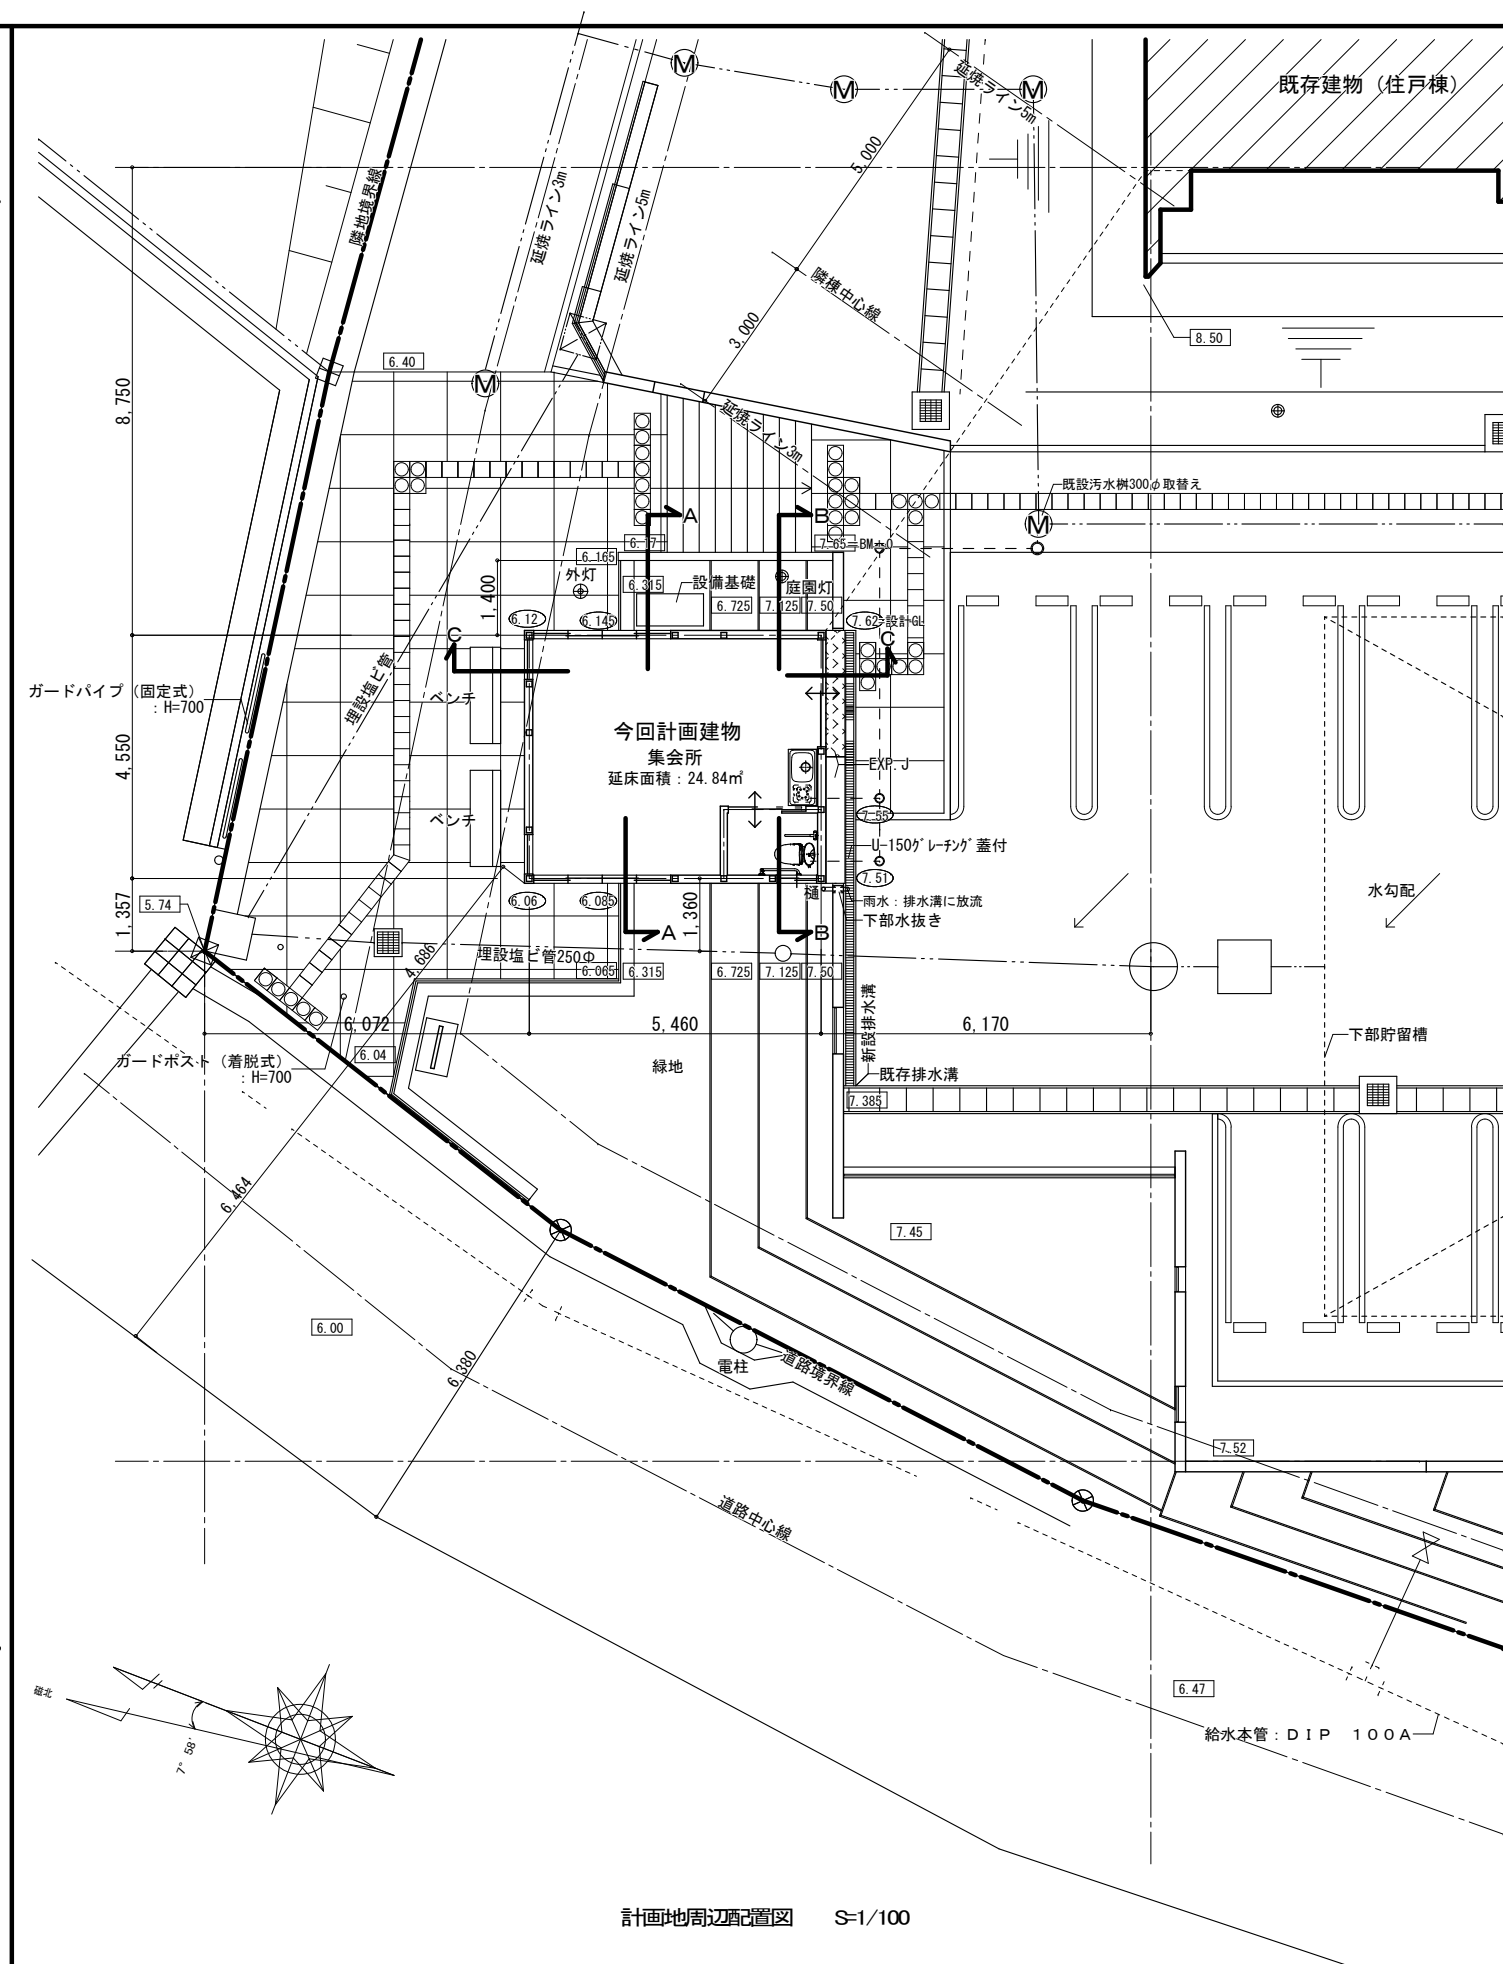 既存建物（住戸棟）
延焼ライン5m
M
M
M
5,000
隣地境界線
延焼ライン3m
延焼ライン5m
隣棟中心線
3,000
8.50
6.40
M
8,750
延焼ライン3m
既設汚水桝300φ取替え
A
B
M
6.17
7.65=BM±0
6.165
外灯
6.315
設備基礎
庭園灯
1,400
6.725
7.125
7.50
6.12
6.145
7.62=設計GL
C
C
埋設塩ビ管
ガードパイプ（固定式）
：H=700
ベンチ
今回計画建物
集会所
延床面積：24.84㎡
4,550
EXP.J
ベンチ
7.55
U-150グレーチング蓋付
7.51
水勾配
樋
雨水：排水溝に放流
下部水抜き
5.74
1,357
6.06
6.085
1,360
A
B
4,686
埋設塩ビ管250Φ
6.065
6.315
6.725
7.125
7.50
新設排水溝
6,072
5,460
6,170
下部貯留槽
ガードポスト（着脱式）
：H=700
6.04
緑地
既存排水溝
7.385
6,464
7.45
6.00
6,380
電柱
道路境界線
7.52
道路中心線
6.47
給水本管：ＤＩＰ　１００Ａ
磁北
7° 58'
計画地周辺配置図　S=1/100